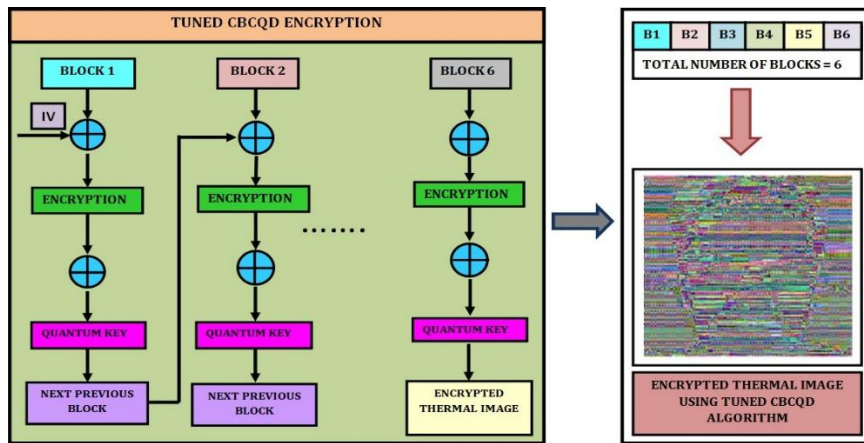 TUNED CBCQD ENCRYPTION
BLOCK 1
BLOCK 2
BLOCK 6
IV
ENCRYPTION
ENCRYPTION
ENCRYPTION
.......
QUANTUM KEY
QUANTUM KEY
QUANTUM KEY
NEXT PREVIOUS
BLOCK
NEXT PREVIOUS
BLOCK
ENCRYPTED
THERMAL IMAGE
B1 B2 B3 B4 B5 B6
TOTAL NUMBER OF BLOCKS = 6
ENCRYPTED THERMAL IMAGE
USING TUNED CBCQD
ALGORITHM